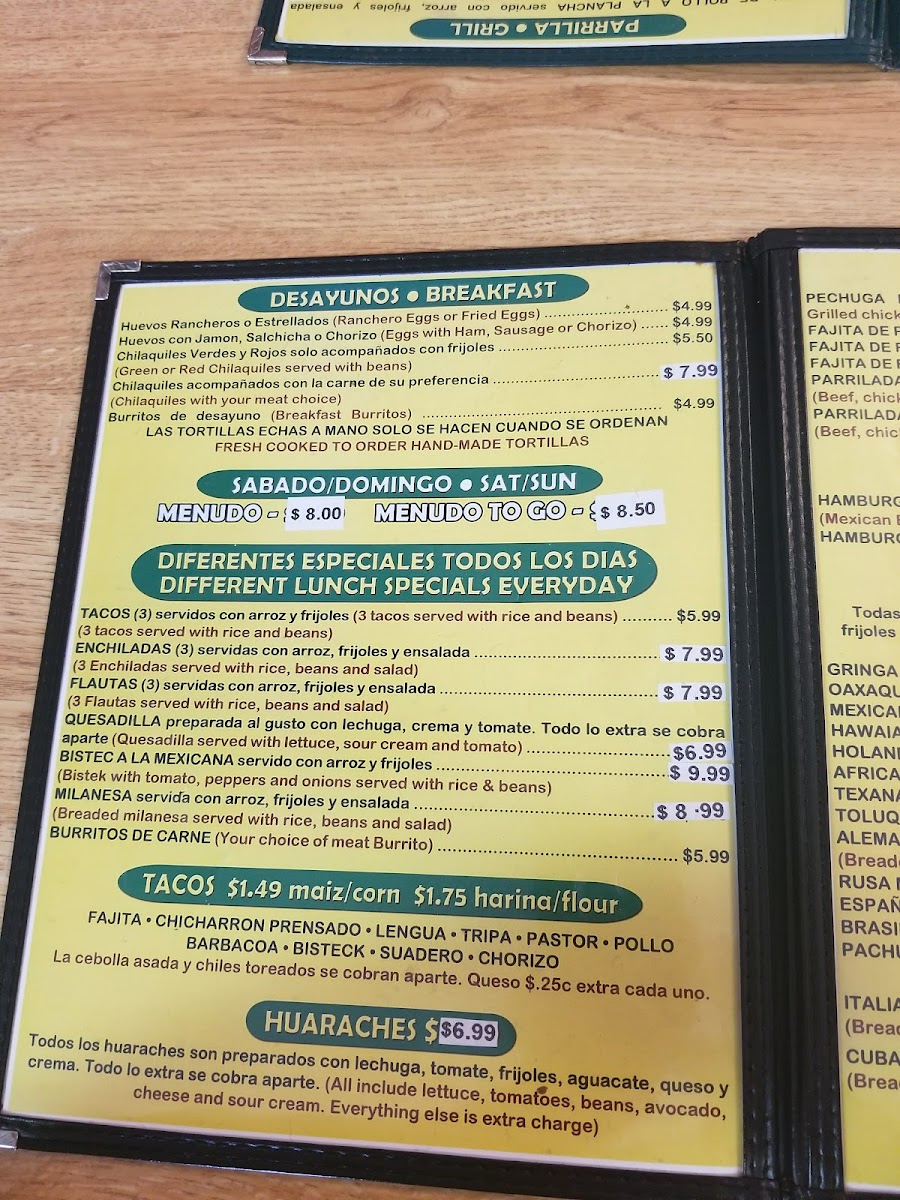 PARRILLA • GRILL
POLLO A LA PLANCHA servido con arroz, frijoles y ensalada
DESAYUNOS • BREAKFAST
Huevos Rancheros o Estrellados (Ranchero Eggs or Fried Eggs) ........ $4.99
Huevos con Jamon, Salchicha o Chorizo (Eggs with Ham, Sausage or Chorizo) ..... $4.99
Chilaquiles Verdes y Rojos solo acompañados con frijoles ........ $5.50
(Green or Red Chilaquiles served with beans)
Chilaquiles acompañados con la carne de su preferencia ........ $ 7.99
(Chilaquiles with your meat choice)
Burritos de desayuno (Breakfast Burritos) ........ $4.99
LAS TORTILLAS ECHAS A MANO SOLO SE HACEN CUANDO SE ORDENAN
FRESH COOKED TO ORDER HAND-MADE TORTILLAS
SABADO/DOMINGO • SAT/SUN
MENUDO - $ 8.00 MENUDO TO GO - $ 8.50
DIFERENTES ESPECIALES TODOS LOS DIAS
DIFFERENT LUNCH SPECIALS EVERYDAY
TACOS (3) servidos con arroz y frijoles (3 tacos served with rice and beans) ......... $5.99
(3 tacos served with rice and beans)
ENCHILADAS (3) servidas con arroz, frijoles y ensalada ........ $ 7.99
(3 Enchiladas served with rice, beans and salad)
FLAUTAS (3) servidas con arroz, frijoles y ensalada ........ $ 7.99
(3 Flautas served with rice, beans and salad)
QUESADILLA preparada al gusto con lechuga, crema y tomate. Todo lo extra se cobra
aparte (Quesadilla served with lettuce, sour cream and tomato) ........ $6.99
BISTEC A LA MEXICANA servido con arroz y frijoles ........ $ 9.99
(Bistek with tomato, peppers and onions served with rice & beans)
MILANESA servida con arroz, frijoles y ensalada ........ $ 8 .99
(Breaded milanesa served with rice, beans and salad)
BURRITOS DE CARNE (Your choice of meat Burrito) ........ $5.99
TACOS $1.49 maiz/corn $1.75 harina/flour
FAJITA • CHICHARRON PRENSADO • LENGUA • TRIPA • PASTOR • POLLO
BARBACOA • BISTECK • SUADERO • CHORIZO
La cebolla asada y chiles toreados se cobran aparte. Queso $.25c extra cada uno.
HUARACHES $ $6.99
Todos los huaraches son preparados con lechuga, tomate, frijoles, aguacate, queso y
crema. Todo lo extra se cobra aparte. (All include lettuce, tomatoes, beans, avocado,
cheese and sour cream. Everything else is extra charge)
PECHUGA
Grilled chick
FAJITA DE
FAJITA DE
FAJITA DE
PARRILADA
(Beef, chick
PARRILADA
(Beef, chic
HAMBURG
(Mexican
HAMBURG
Todas
frijoles
GRINGA
OAXAQU
MEXICA
HAWAIA
HOLAN
AFRICA
TEXANA
TOLUQ
ALEMA
(Bread
RUSA
ESPAÑ
BRASI
PACHU
ITALIA
(Bread
CUBA
(Brea